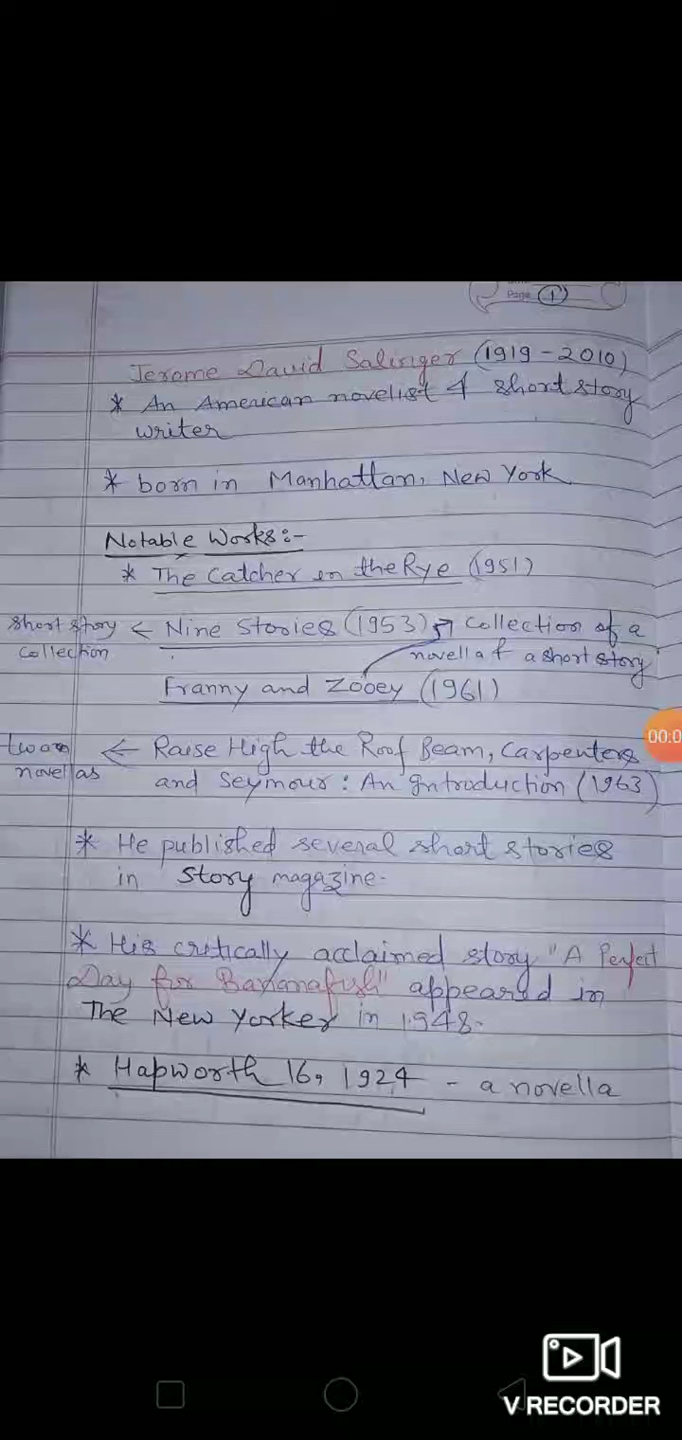 Page 1
Jerome David Salinger (1919-2010)
* An American novelist & short story
writer
* born in Manhattan, New York
Notable Works:-
* The Catcher in the Rye (1951)
short story collection ← Nine Stories (1953) → Collection of a
novella & a short story
Franny and Zooey (1961)
two novellas ← Raise High the Roof Beam, Carpenters
and Seymour: An Introduction (1963)
* He published several short stories
in Story magazine.
* His critically acclaimed story "A Perfect
Day for Bananafish" appeared in
The New Yorker in 1948.
* Hapworth 16, 1924 - a novella
00:0
V RECORDER